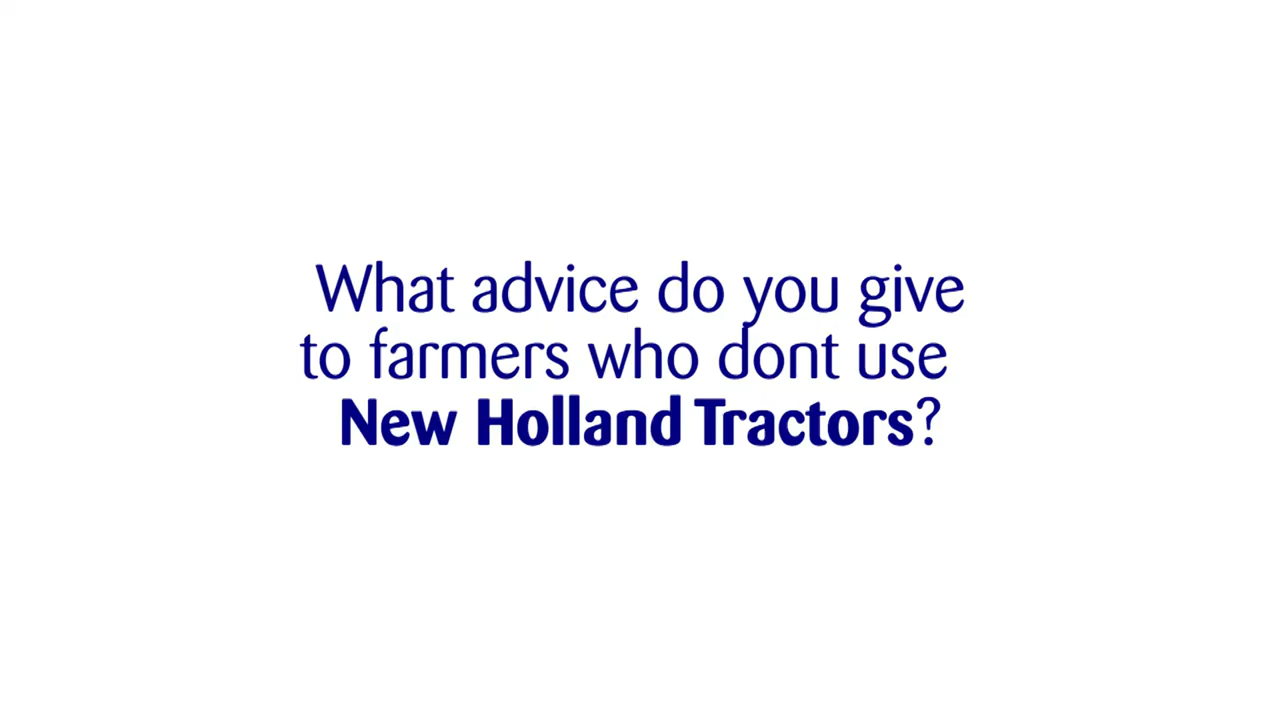 What advice do you give
to farmers who dont use
New Holland Tractors?